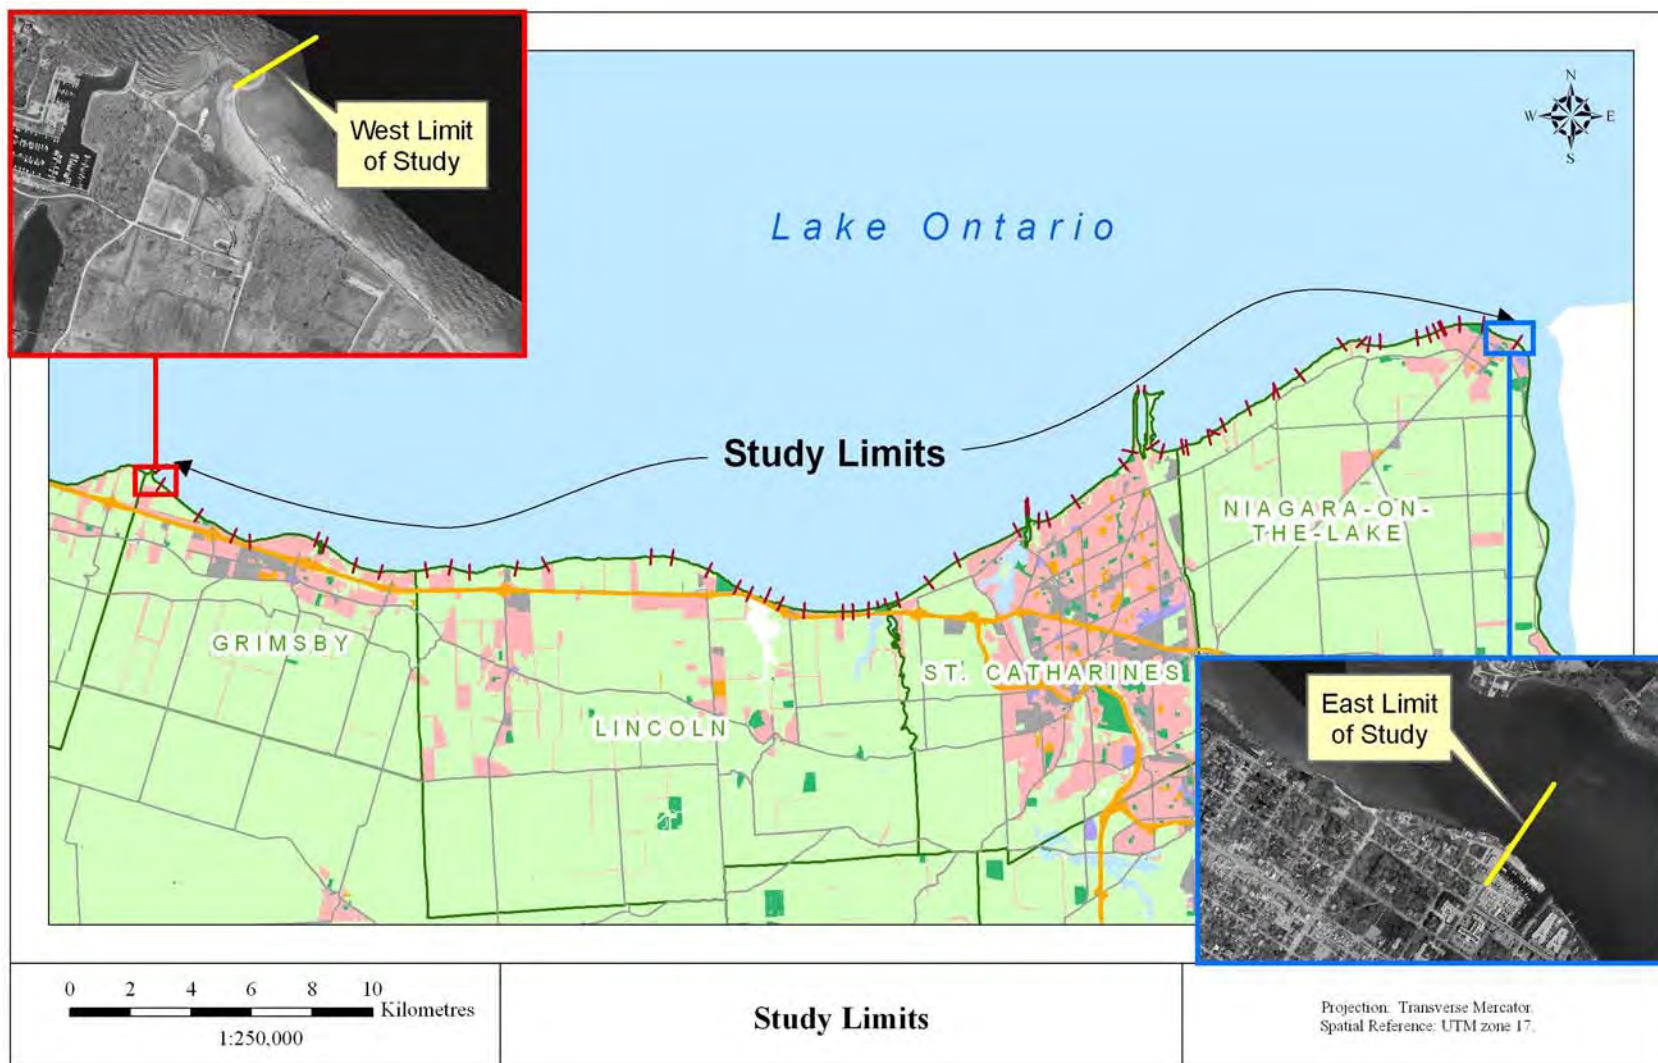 West Limit
of Study
N
W
E
S
Lake Ontario
Study Limits
NIAGARA-ON-
THE-LAKE
GRIMSBY
ST. CATHARINES
LINCOLN
East Limit
of Study
0 2 4 6 8 10
Kilometres
1:250,000
Study Limits
Projection: Transverse Mercator.
Spatial Reference: UTM zone 17.